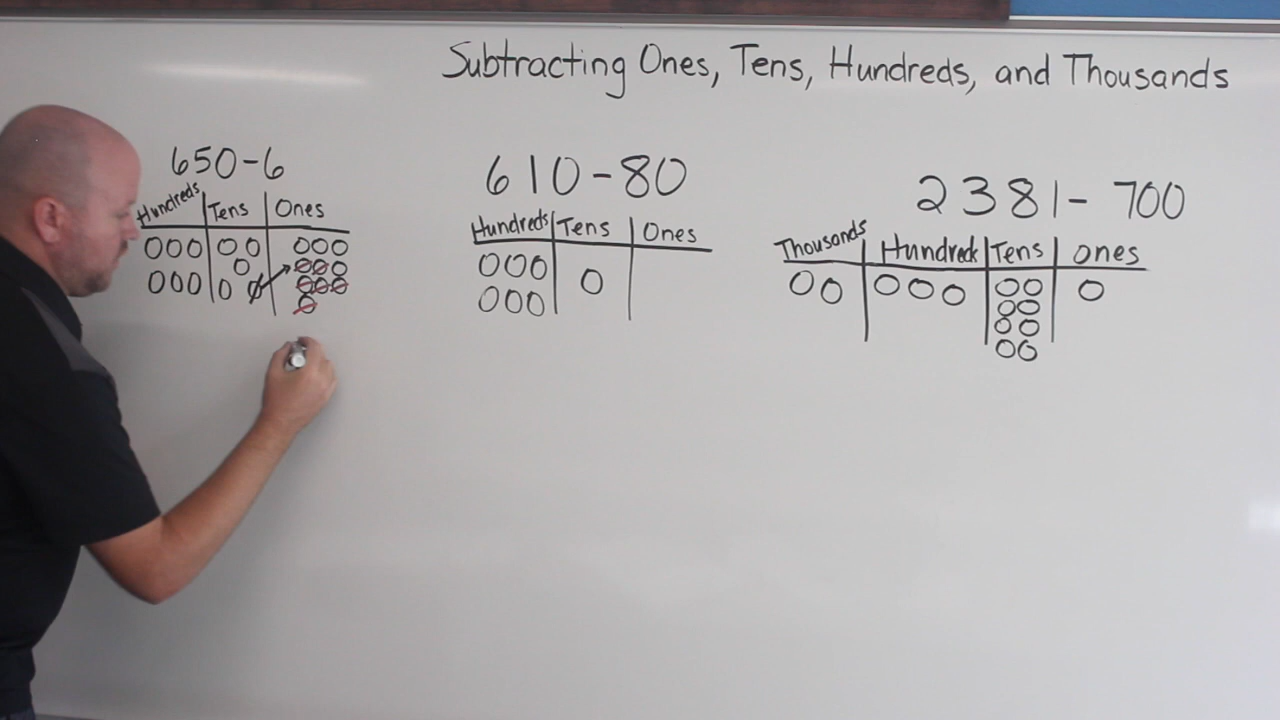 Subtracting Ones, Tens, Hundreds, and Thousands
650-6
Hundreds Tens Ones
610-80
Hundreds Tens Ones
2381- 700
Thousands Hundreds Tens Ones